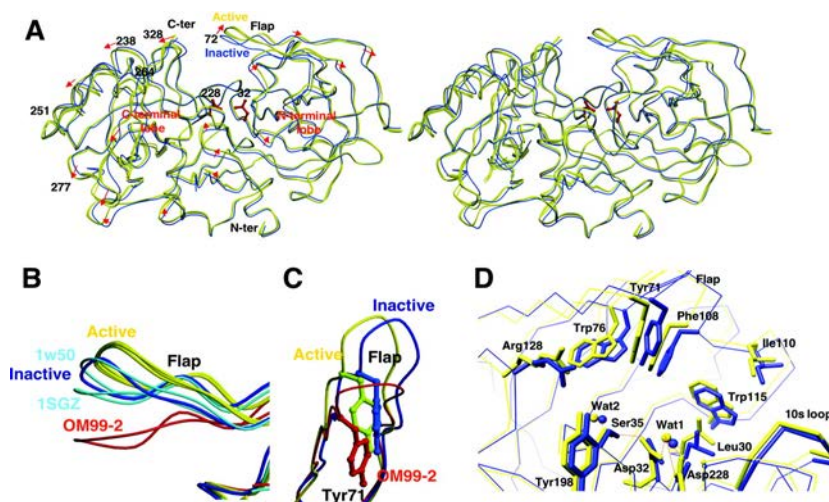 A
C-ter
Active
Flap
238
328
72
Inactive
264
251
228
32
C-terminal
lobe
N-terminal
lobe
277
N-ter
B
Active
1w50
Inactive
Flap
1SGZ
OM99-2
C
Inactive
Active
Flap
OM99-2
Tyr71
D
Flap
Tyr71
Phe108
Trp76
Arg128
Ile110
Trp115
Wat2
Ser35
Wat1
10s loop
Leu30
Asp32
Asp228
Tyr198